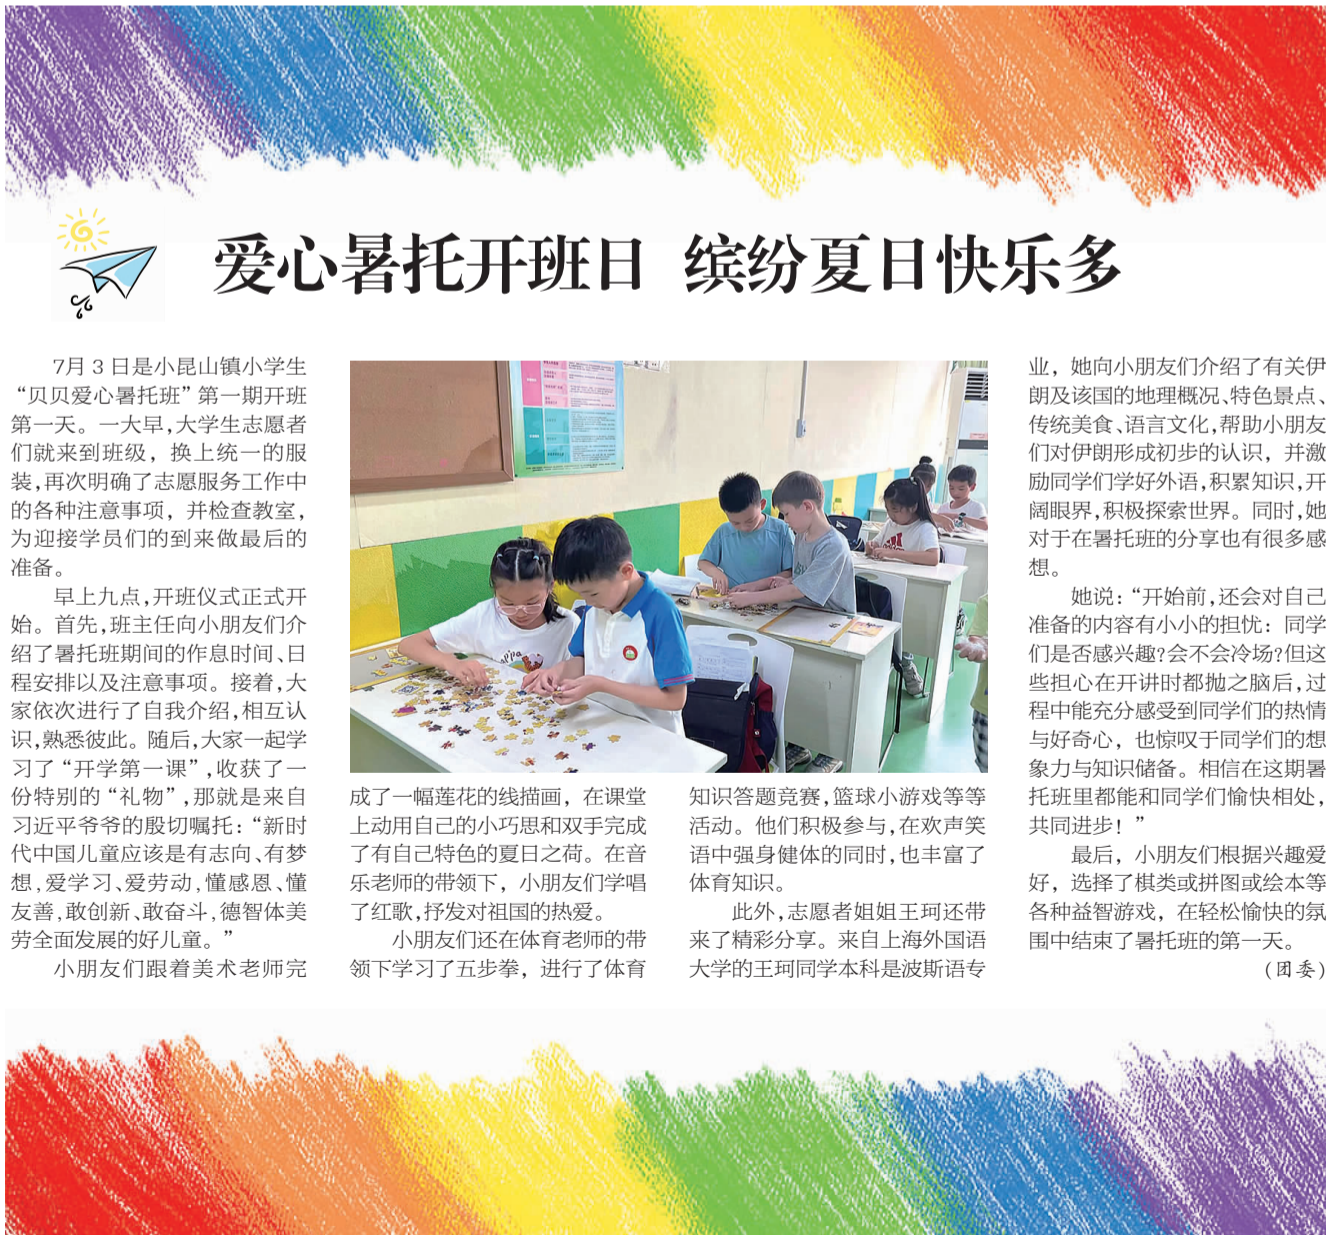 爱心暑托开班日 缤纷夏日快乐多
7月3日是小昆山镇小学生
“贝贝爱心暑托班”第一期开班
第一天。一大早,大学生志愿者
们就来到班级，换上统一的服
装,再次明确了志愿服务工作中
的各种注意事项，并检查教室，
为迎接学员们的到来做最后的
准备。
早上九点,开班仪式正式开
始。首先,班主任向小朋友们介
绍了暑托班期间的作息时间、日
程安排以及注意事项。接着,大
家依次进行了自我介绍,相互认
识,熟悉彼此。随后,大家一起学
习了“开学第一课”,收获了一
份特别的“礼物”,那就是来自
习近平爷爷的殷切嘱托：“新时
代中国儿童应该是有志向、有梦
想,爱学习、爱劳动,懂感恩、懂
友善,敢创新、敢奋斗,德智体美
劳全面发展的好儿童。”
小朋友们跟着美术老师完
成了一幅莲花的线描画，在课堂
上动用自己的小巧思和双手完成
了有自己特色的夏日之荷。在音
乐老师的带领下，小朋友们学唱
了红歌,抒发对祖国的热爱。
小朋友们还在体育老师的带
领下学习了五步拳，进行了体育
知识答题竞赛,篮球小游戏等等
活动。他们积极参与,在欢声笑
语中强身健体的同时,也丰富了
体育知识。
此外,志愿者姐姐王珂还带
来了精彩分享。来自上海外国语
大学的王珂同学本科是波斯语专
业，她向小朋友们介绍了有关伊
朗及该国的地理概况、特色景点、
传统美食、语言文化,帮助小朋友
们对伊朗形成初步的认识，并激
励同学们学好外语,积累知识,开
阔眼界,积极探索世界。同时,她
对于在暑托班的分享也有很多感
想。
她说：“开始前,还会对自己
准备的内容有小小的担忧：同学
们是否感兴趣?会不会冷场?但这
些担心在开讲时都抛之脑后,过
程中能充分感受到同学们的热情
与好奇心，也惊叹于同学们的想
象力与知识储备。相信在这期暑
托班里都能和同学们愉快相处，
共同进步！”
最后，小朋友们根据兴趣爱
好，选择了棋类或拼图或绘本等
各种益智游戏，在轻松愉快的氛
围中结束了暑托班的第一天。
(团委)